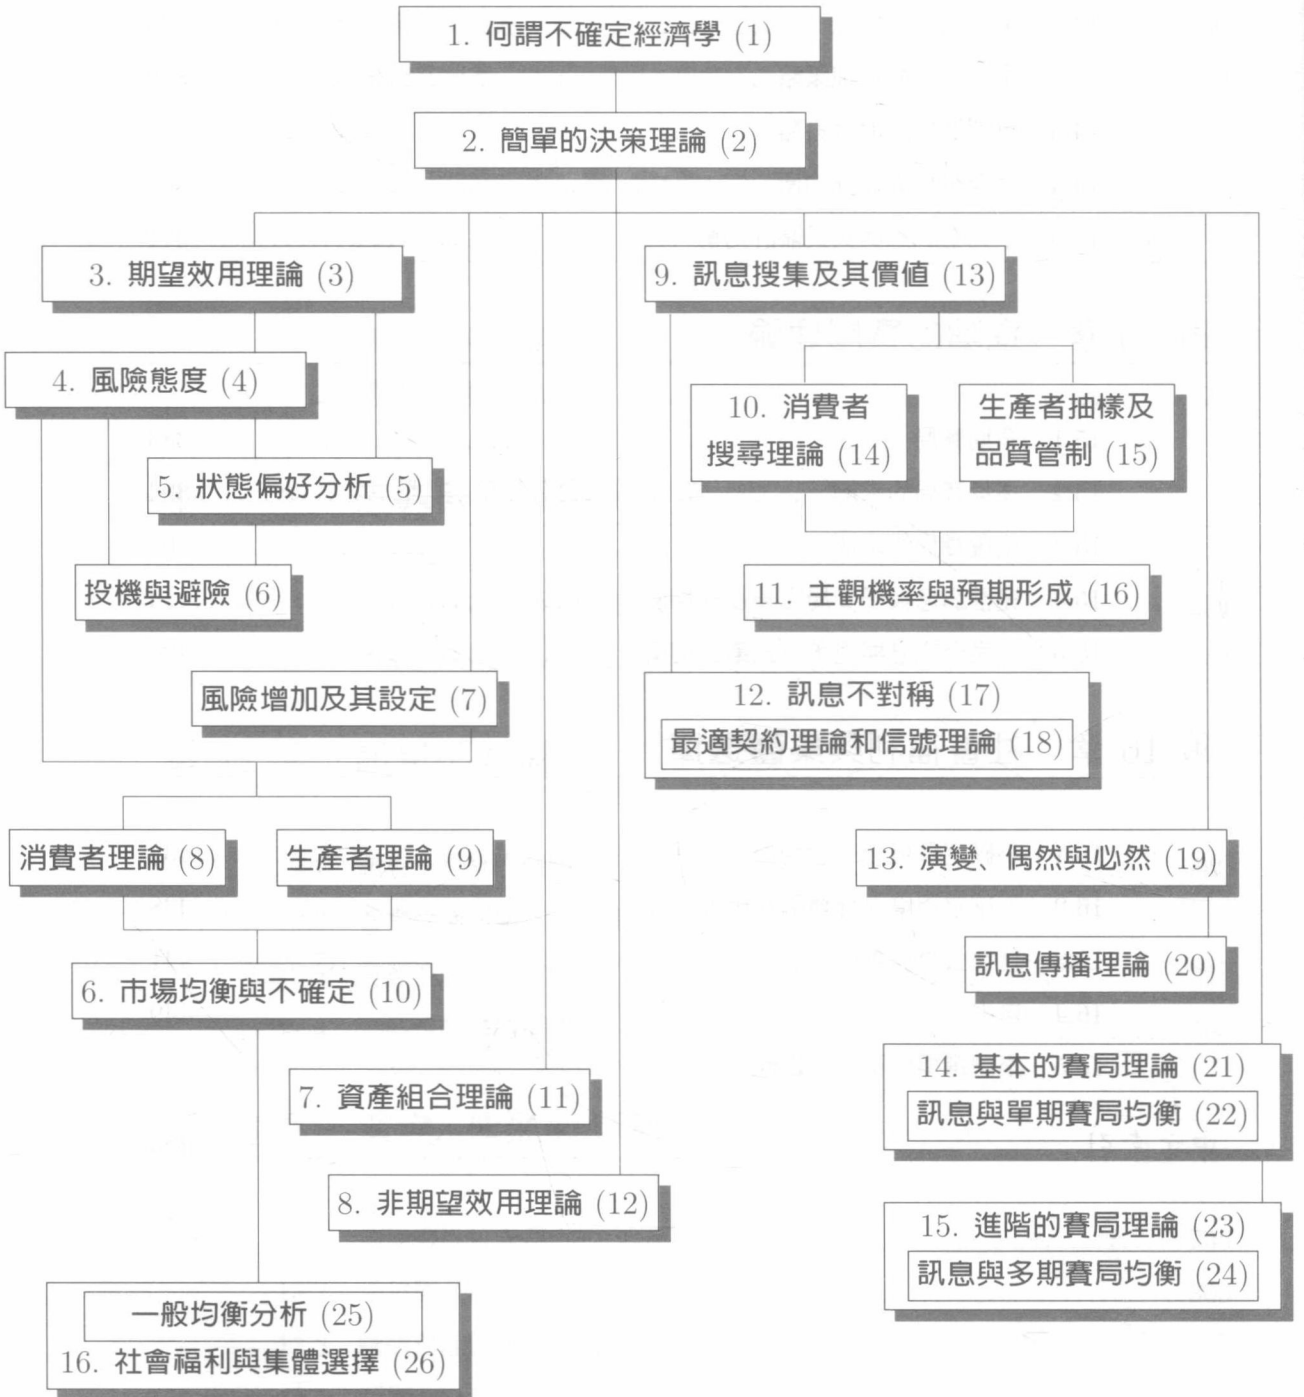 1. 何謂不確定經濟學 (1)
2. 簡單的決策理論 (2)
3. 期望效用理論 (3)
4. 風險態度 (4)
5. 狀態偏好分析 (5)
投機與避險 (6)
風險增加及其設定 (7)
消費者理論 (8)
生產者理論 (9)
6. 市場均衡與不確定 (10)
7. 資產組合理論 (11)
8. 非期望效用理論 (12)
一般均衡分析 (25)
16. 社會福利與集體選擇 (26)
9. 訊息搜集及其價值 (13)
10. 消費者
搜尋理論 (14)
生產者抽樣及
品質管制 (15)
11. 主觀機率與預期形成 (16)
12. 訊息不對稱 (17)
最適契約理論和信號理論 (18)
13. 演變、偶然與必然 (19)
訊息傳播理論 (20)
14. 基本的賽局理論 (21)
訊息與單期賽局均衡 (22)
15. 進階的賽局理論 (23)
訊息與多期賽局均衡 (24)